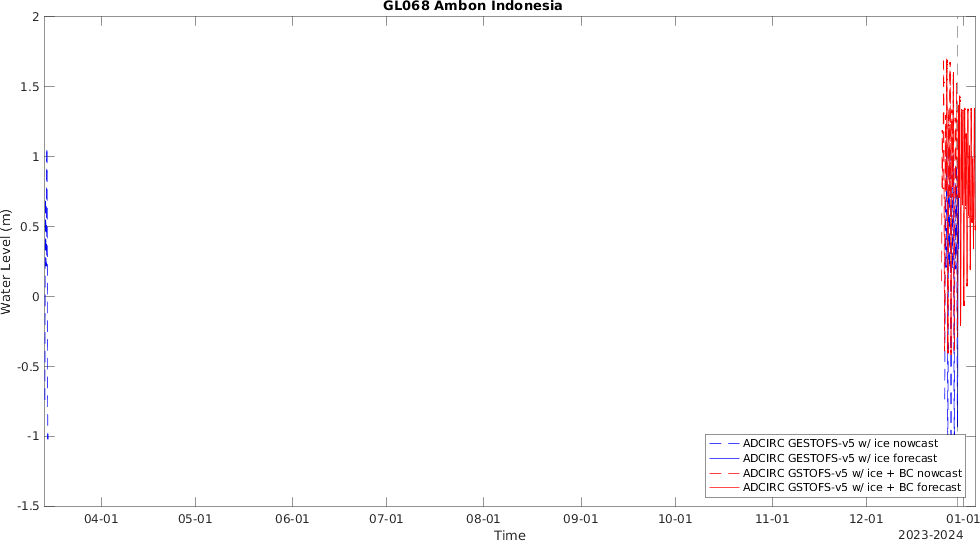 GL068 Ambon Indonesia
2
1.5
1
0.5
0
-0.5
-1
-1.5
Water Level (m)
ADCIRC GESTOFS-v5 w/ ice nowcast
ADCIRC GESTOFS-v5 w/ ice forecast
ADCIRC GSTOFS-v5 w/ ice + BC nowcast
ADCIRC GSTOFS-v5 w/ ice + BC forecast
04-01 05-01 06-01 07-01 08-01 09-01 10-01 11-01 12-01 01-01
Time
2023-2024